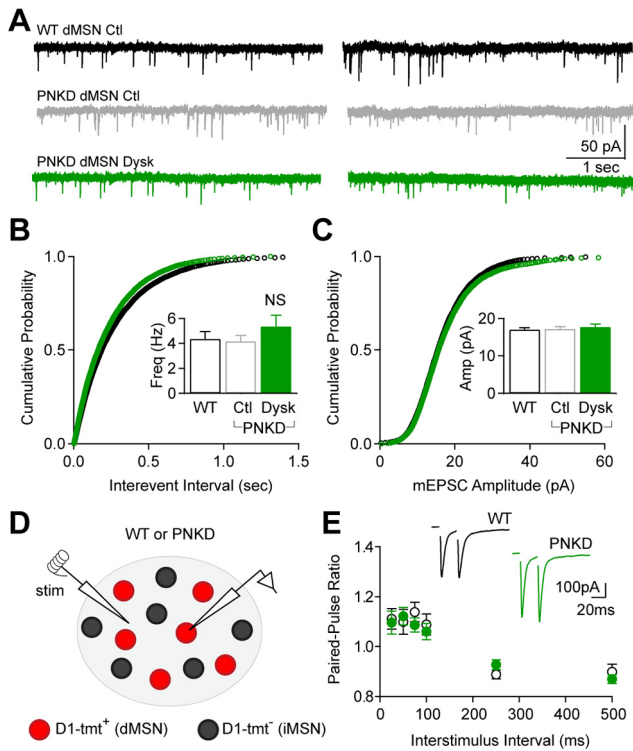 A
WT dMSN Ctl
PNKD dMSN Ctl
PNKD dMSN Dysk
50 pA
1 sec
B
Cumulative Probability
1.0
0.5
0.0
0.0 0.5 1.0 1.5
Interevent Interval (sec)
NS
Freq (Hz)
6
4
2
0
WT Ctl Dysk
PNKD
C
Cumulative Probability
1.0
0.5
0.0
0 20 40 60
mEPSC Amplitude (pA)
Amp (pA)
20
10
0
WT Ctl Dysk
PNKD
D
WT or PNKD
stim
D1-tmt+ (dMSN) D1-tmt- (iMSN)
E
WT
PNKD
100pA
20ms
Paired-Pulse Ratio
1.4
1.2
1.0
0.8
0 100 200 300 400 500
Interstimulus Interval (ms)